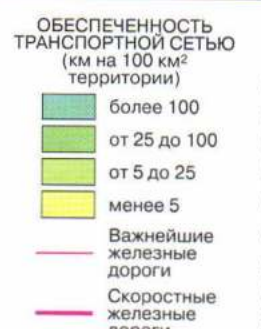 ОБЕСПЕЧЕННОСТЬ
ТРАНСПОРТНОЙ СЕТЬЮ
(км на 100 км²
территории)
более 100
от 25 до 100
от 5 до 25
менее 5
Важнейшие
железные
дороги
Скоростные
железные
дороги